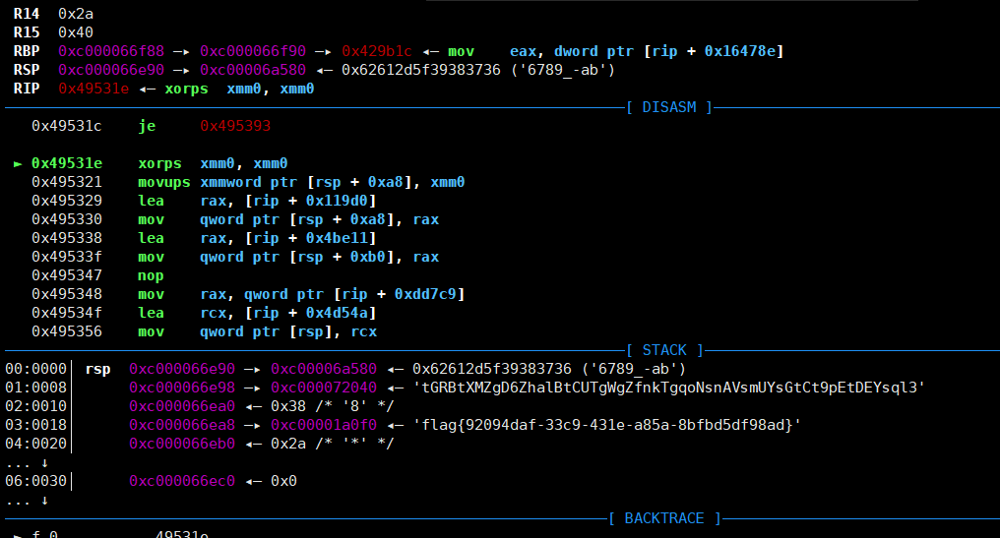 R14  0x2a
R15  0x40
RBP  0xc000066f88 —▸ 0xc000066f90 —▸ 0x429b1c ◂— mov    eax, dword ptr [rip + 0x16478e]
RSP  0xc000066e90 —▸ 0xc00006a580 ◂— 0x62612d5f39383736 ('6789_-ab')
RIP  0x49531e ◂— xorps  xmm0, xmm0
[ DISASM ]
0x49531c    je     0x495393
► 0x49531e    xorps  xmm0, xmm0
0x495321    movups xmmword ptr [rsp + 0xa8], xmm0
0x495329    lea    rax, [rip + 0x119d0]
0x495330    mov    qword ptr [rsp + 0xa8], rax
0x495338    lea    rax, [rip + 0x4be11]
0x49533f    mov    qword ptr [rsp + 0xb0], rax
0x495347    nop
0x495348    mov    rax, qword ptr [rip + 0xdd7c9]
0x49534f    lea    rcx, [rip + 0x4d54a]
0x495356    mov    qword ptr [rsp], rcx
[ STACK ]
00:0000│ rsp  0xc000066e90 —▸ 0xc00006a580 ◂— 0x62612d5f39383736 ('6789_-ab')
01:0008│      0xc000066e98 —▸ 0xc000072040 ◂— 'tGRBtXMZgD6ZhalBtCUTgWgZfnkTgqoNsnAVsmUYsGtCt9pEtDEYsql3'
02:0010│      0xc000066ea0 ◂— 0x38 /* '8' */
03:0018│      0xc000066ea8 —▸ 0xc00001a0f0 ◂— 'flag{92094daf-33c9-431e-a85a-8bfbd5df98ad}'
04:0020│      0xc000066eb0 ◂— 0x2a /* '*' */
... ↓
06:0030│      0xc000066ec0 ◂— 0x0
... ↓
[ BACKTRACE ]
► f 0           49531e